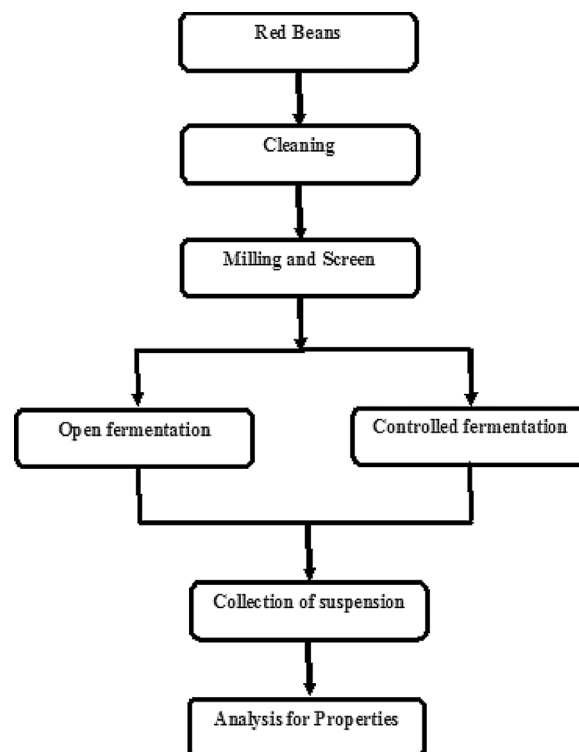 Red Beans
Cleaning
Milling and Screen
Open fermentation
Controlled fermentation
Collection of suspension
Analysis for Properties